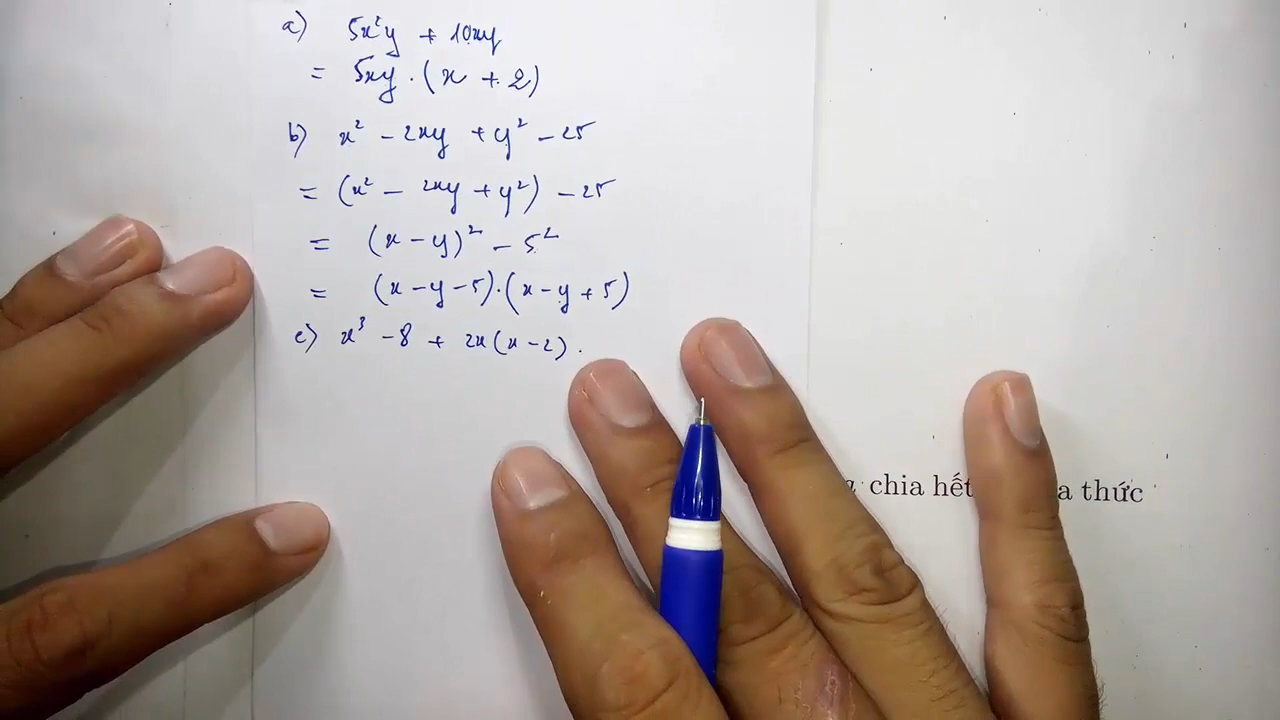 a) 5x²y + 10xy
= 5xy.(x + 2)
b) x² - 2xy + y² - 25
= (x² - 2xy + y²) - 25
= (x - y)² - 5²
= (x - y - 5).(x - y + 5)
c) x³ - 8 + 2x(x - 2).
chia hết
thức